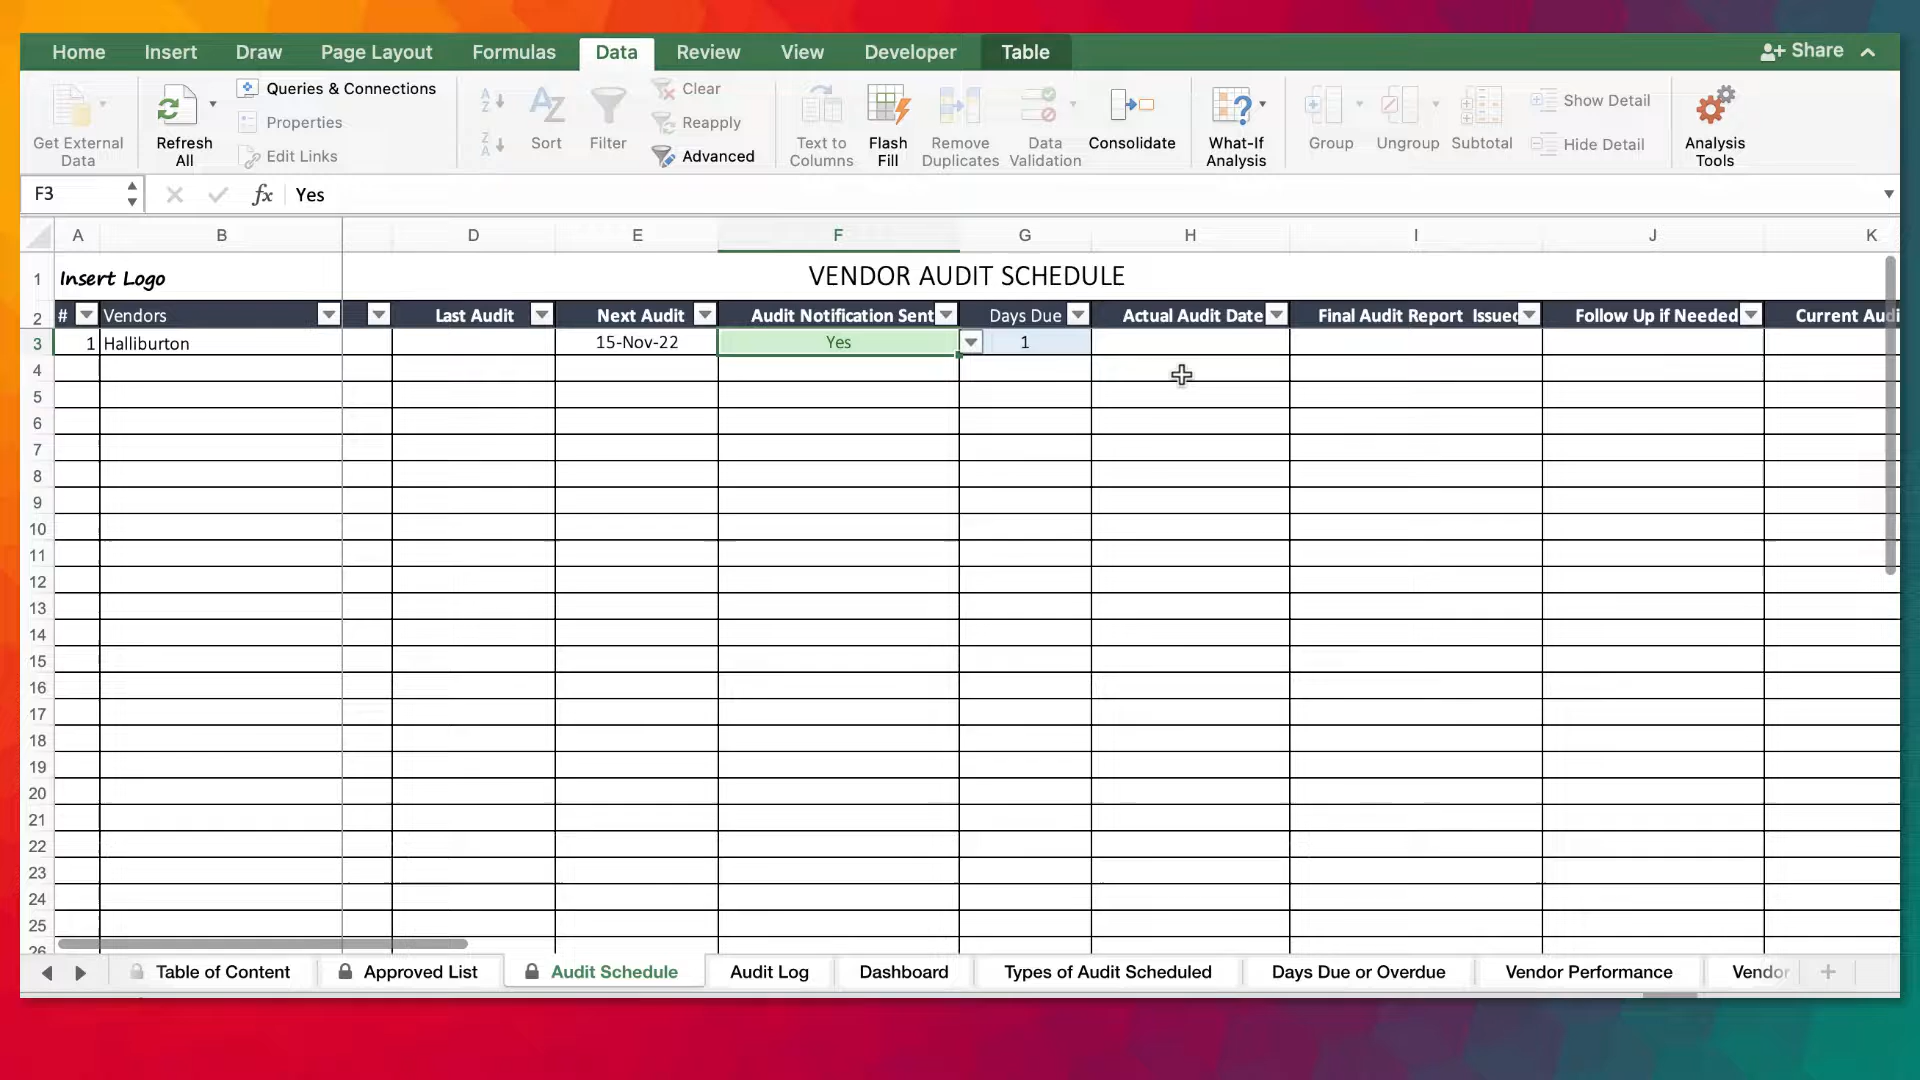 Home Insert Draw Page Layout Formulas Data Review View Developer Table Share
Get External Data
Refresh All
Queries & Connections
Properties
Edit Links
Sort
Filter
Clear
Reapply
Advanced
Text to Columns
Flash Fill
Remove Duplicates
Data Validation
Consolidate
What-If Analysis
Group
Ungroup
Subtotal
Show Detail
Hide Detail
Analysis Tools
F3 fx Yes
A B D E F G H I J K
1 Insert Logo VENDOR AUDIT SCHEDULE
2 # Vendors Last Audit Next Audit Audit Notification Sent Days Due Actual Audit Date Final Audit Report Issued Follow Up if Needed Current Audi
3 1 Halliburton 15-Nov-22 Yes 1
4
5
6
7
8
9
10
11
12
13
14
15
16
17
18
19
20
21
22
23
24
25
26
Table of Content Approved List Audit Schedule Audit Log Dashboard Types of Audit Scheduled Days Due or Overdue Vendor Performance Vendor